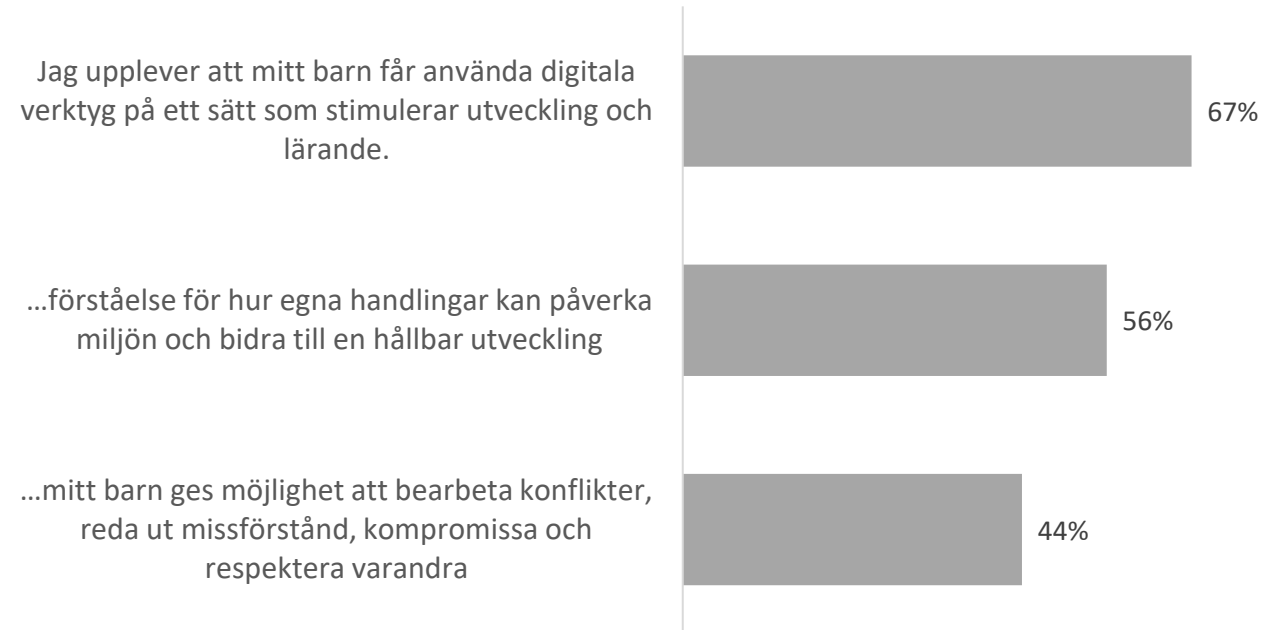 Jag upplever att mitt barn får använda digitala
verktyg på ett sätt som stimulerar utveckling och
lärande.
67%
...förståelse för hur egna handlingar kan påverka
miljön och bidra till en hållbar utveckling
56%
...mitt barn ges möjlighet att bearbeta konflikter,
reda ut missförstånd, kompromissa och
respektera varandra
44%